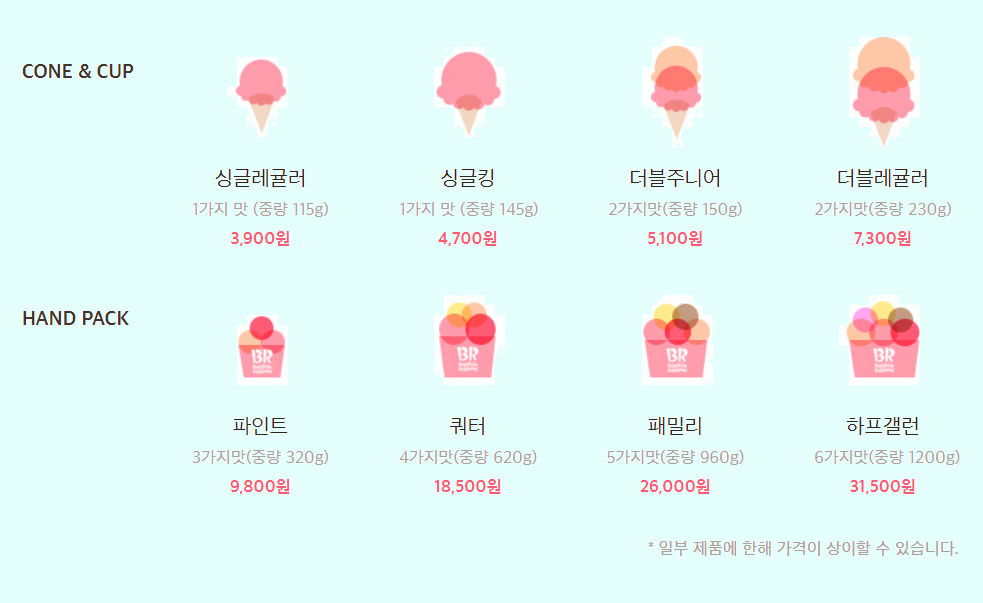 CONE & CUP
싱글레귤러 싱글킹 더블주니어 더블레귤러
1가지 맛 (중량 115g) 1가지 맛 (중량 145g) 2가지맛(중량 150g) 2가지맛(중량 230g)
3,900원 4,700원 5,100원 7,300원
HAND PACK
BR BR BR BR
파인트 쿼터 패밀리 하프갤런
3가지맛(중량 320g) 4가지맛(중량 620g) 5가지맛(중량 960g) 6가지맛(중량 1200g)
9,800원 18,500원 26,000원 31,500원
* 일부 제품에 한해 가격이 상이할 수 있습니다.